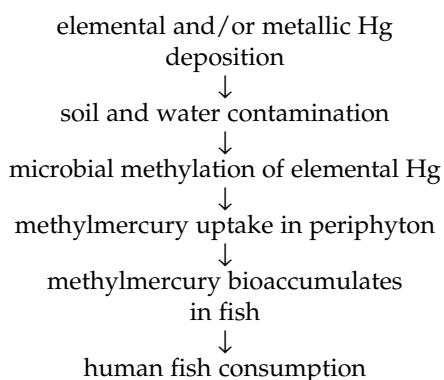 elemental and/or metallic Hg
deposition
↓
soil and water contamination
↓
microbial methylation of elemental Hg
↓
methylmercury uptake in periphyton
↓
methylmercury bioaccumulates
in fish
↓
human fish consumption